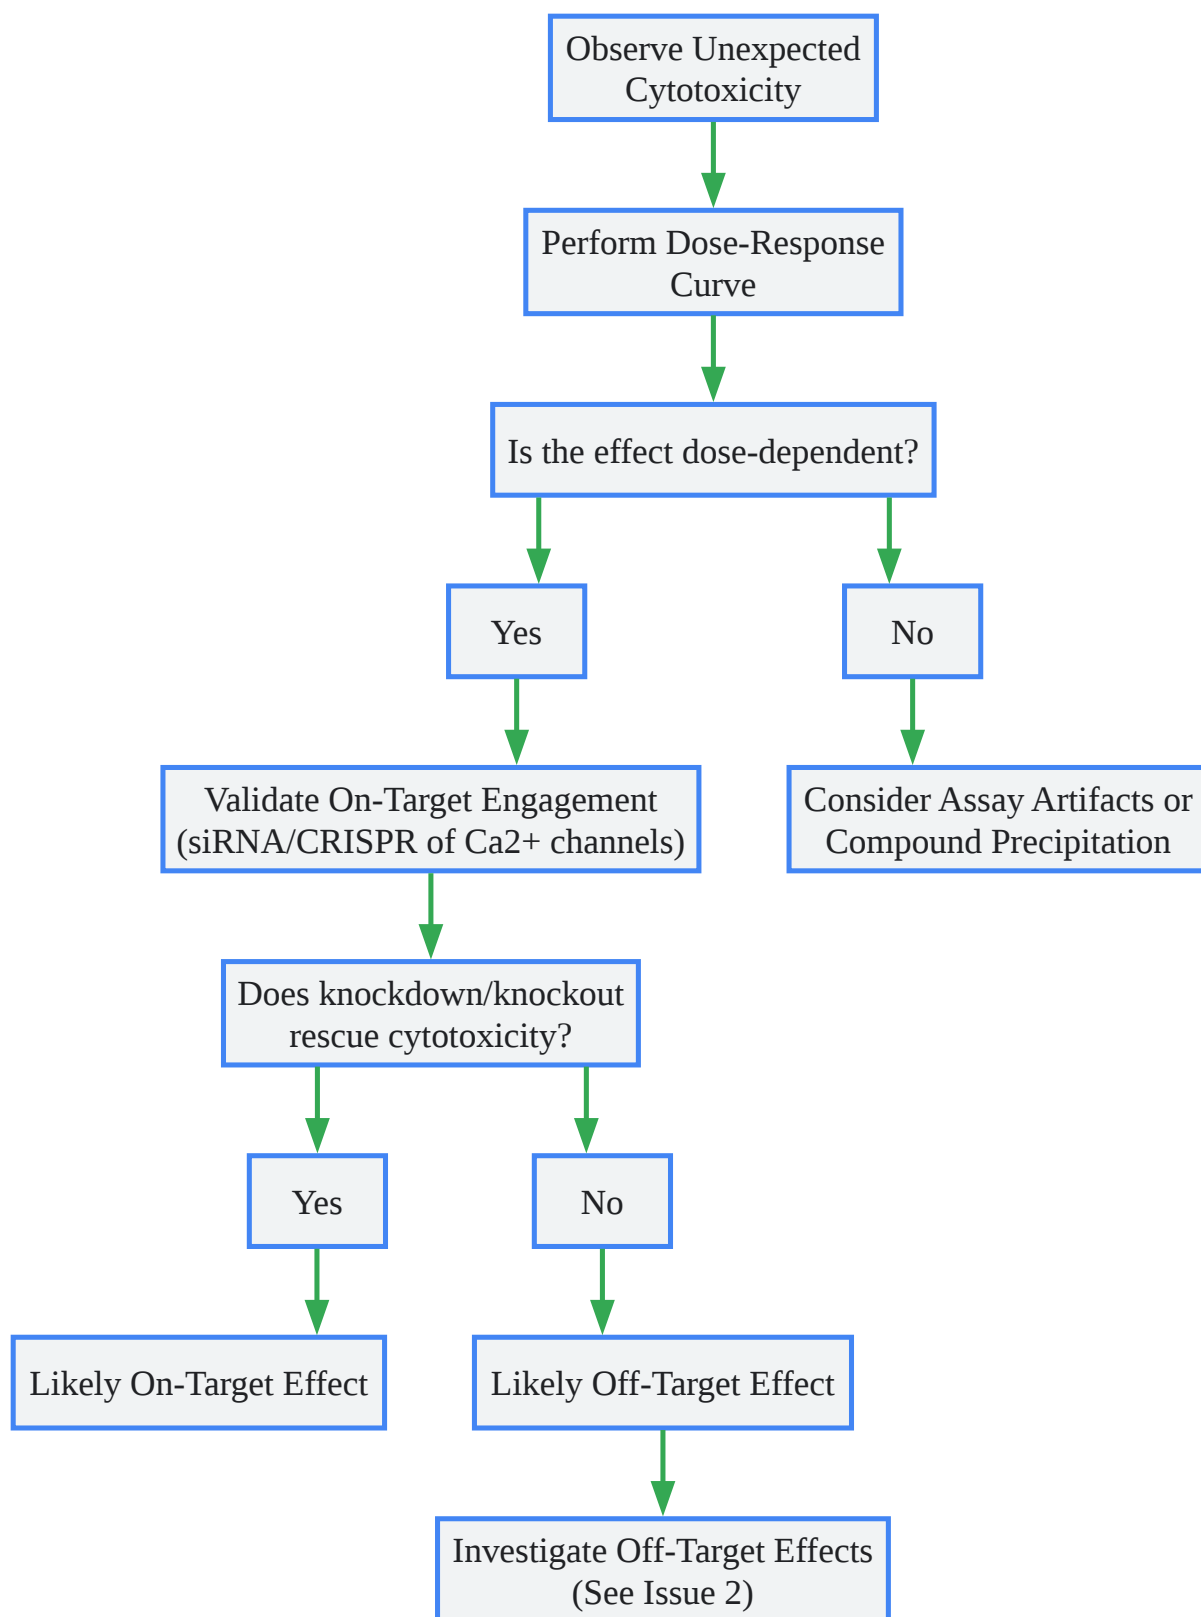 Observe Unexpected
Cytotoxicity
Perform Dose-Response
Curve
Is the effect dose-dependent?
Yes
No
Validate On-Target Engagement
(siRNA/CRISPR of Ca2+ channels)
Consider Assay Artifacts or
Compound Precipitation
Does knockdown/knockout
rescue cytotoxicity?
Yes
No
Likely On-Target Effect
Likely Off-Target Effect
Investigate Off-Target Effects
(See Issue 2)